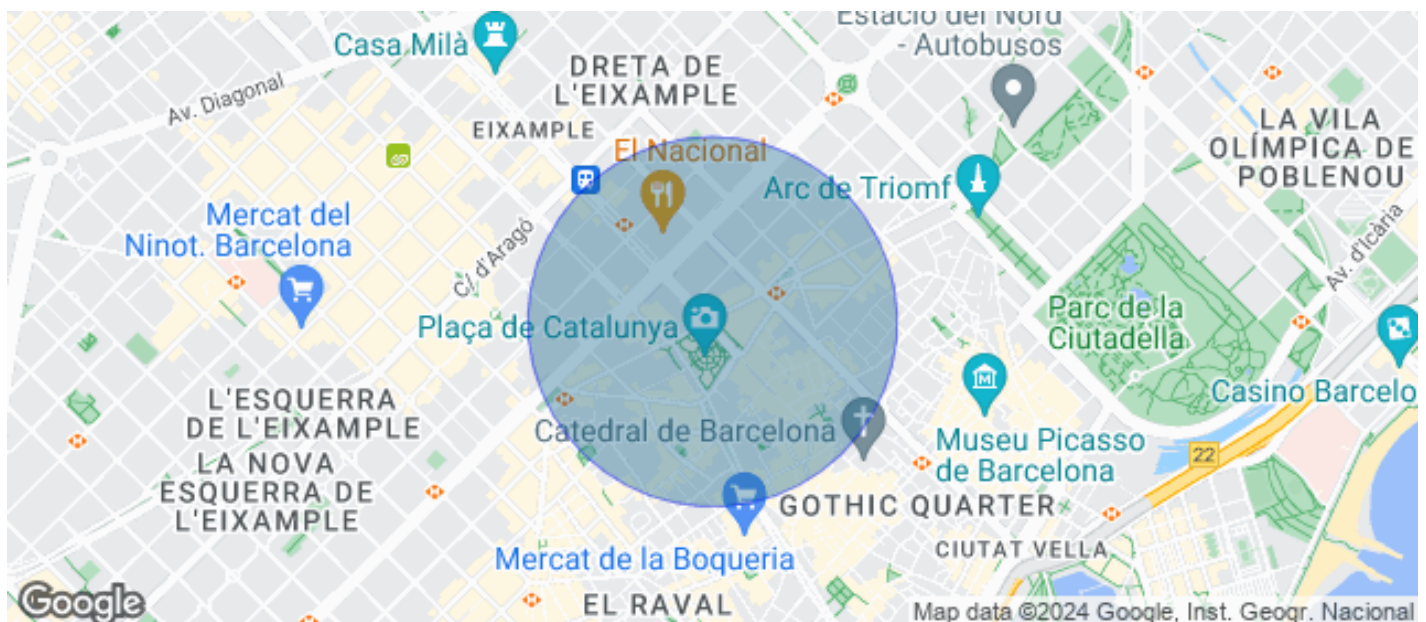 Estació del Nord
- Autobusos
Casa Milà
DRETA DE
L'EIXAMPLE
Av. Diagonal
EIXAMPLE
LA VILA
OLÍMPICA DE
POBLENOU
El Nacional
Arc de Triomf
Mercat del
Ninot. Barcelona
C/ d'Aragó
Av. d'Icària
Plaça de Catalunya
Parc de la
Ciutadella
Casino Barcelo
L'ESQUERRA
DE L'EIXAMPLE
Catedral de Barcelona
Museu Picasso
de Barcelona
22
LA NOVA
ESQUERRA DE
L'EIXAMPLE
GOTHIC QUARTER
CIUTAT VELLA
Mercat de la Boqueria
EL RAVAL
Google
Map data ©2024 Google, Inst. Geogr. Nacional